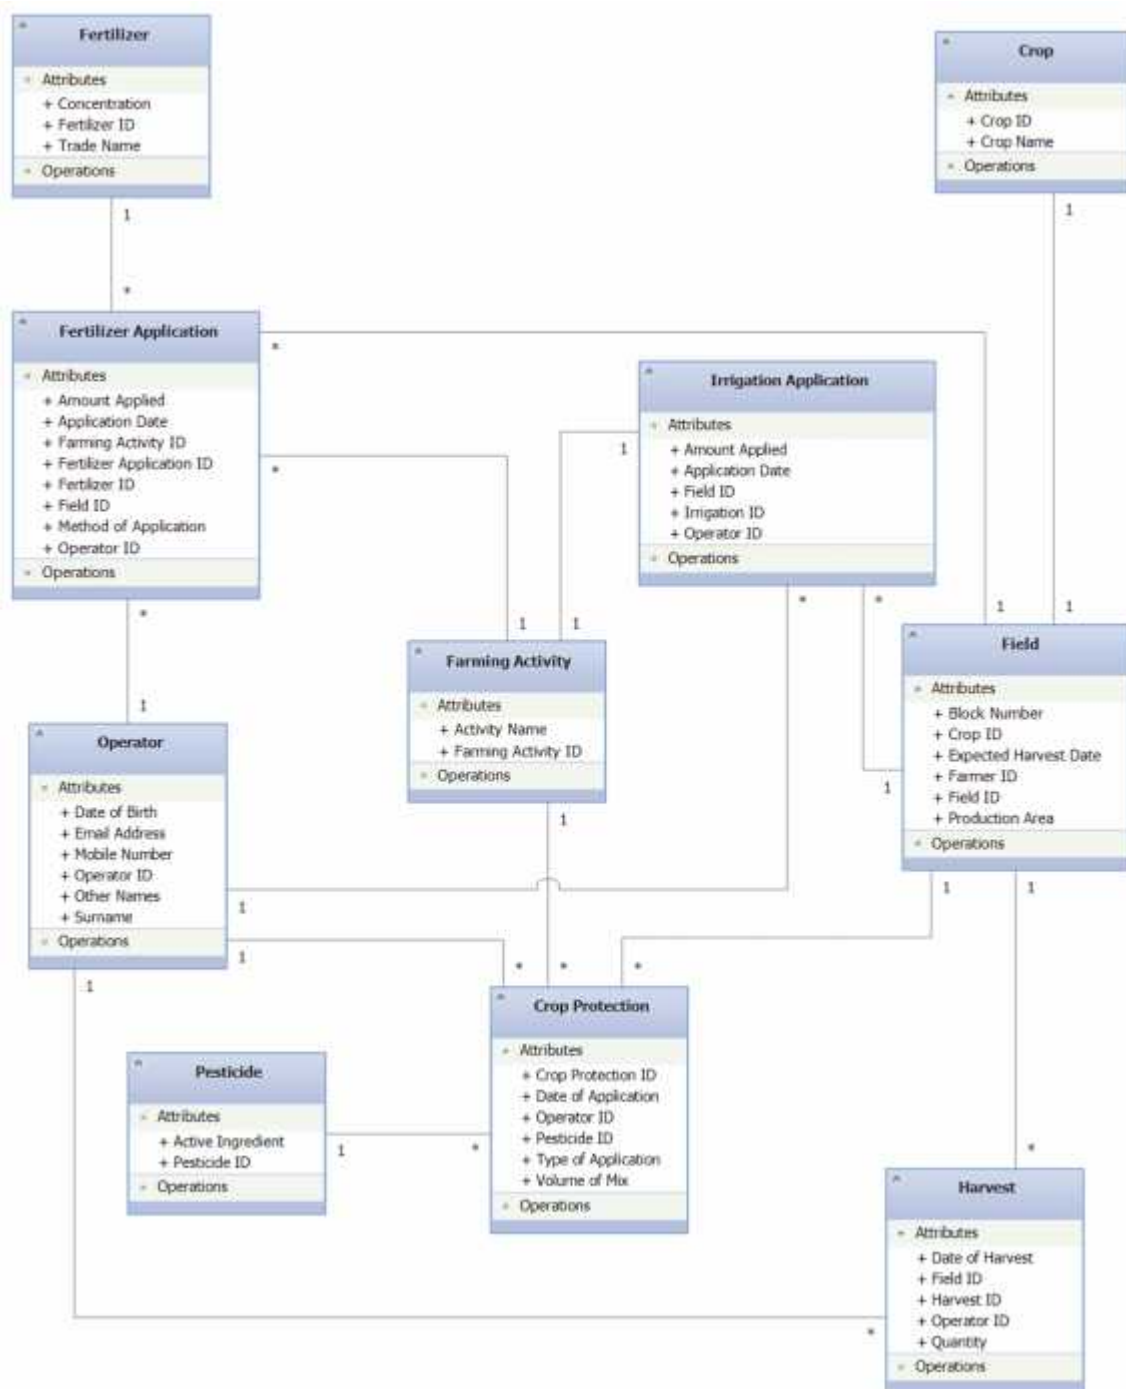 Fertilizer
Attributes
+ Concentration
+ Fertilizer ID
+ Trade Name
Operations
1
*
Crop
Attributes
+ Crop ID
+ Crop Name
Operations
1
1
Fertilizer Application
Attributes
+ Amount Applied
+ Application Date
+ Farming Activity ID
+ Fertilizer Application ID
+ Fertilizer ID
+ Field ID
+ Method of Application
+ Operator ID
Operations
*
*
*
1
Irrigation Application
Attributes
+ Amount Applied
+ Application Date
+ Field ID
+ Irrigation ID
+ Operator ID
Operations
1
*
*
1
1
1
Farming Activity
Attributes
+ Activity Name
+ Farming Activity ID
Operations
1
Field
Attributes
+ Block Number
+ Crop ID
+ Expected Harvest Date
+ Farmer ID
+ Field ID
+ Production Area
Operations
1
1
1
Operator
Attributes
+ Date of Birth
+ Email Address
+ Mobile Number
+ Operator ID
+ Other Names
+ Surname
Operations
1
1
1
*
*
*
Crop Protection
Attributes
+ Crop Protection ID
+ Date of Application
+ Operator ID
+ Pesticide ID
+ Type of Application
+ Volume of Mix
Operations
Pesticide
Attributes
+ Active Ingredient
+ Pesticide ID
Operations
1
*
*
Harvest
Attributes
+ Date of Harvest
+ Field ID
+ Harvest ID
+ Operator ID
+ Quantity
Operations
*